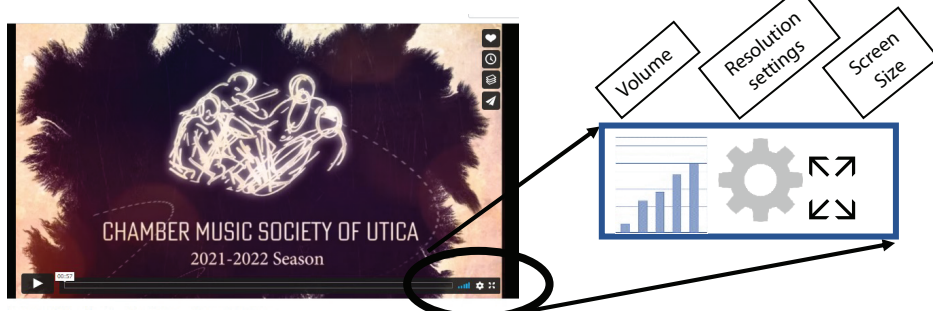 CHAMBER MUSIC SOCIETY OF UTICA
2021-2022 Season
00:57
Volume
Resolution
settings
Screen
Size